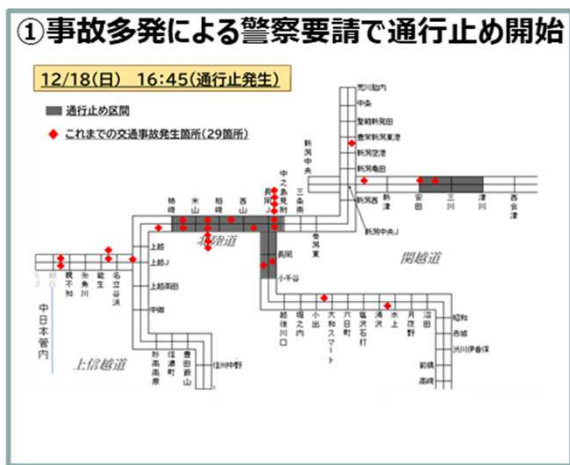 ①事故多発による警察要請で通行止め開始
12/18(日) 16:45(通行止発生)
通行止め区間
これまでの交通事故発生箇所(29箇所)
荒川胎内
中条
聖籠新発田
豊栄新潟東港
新潟空港
新潟亀田
新潟中央
新潟西
新潟中央J
新津
安田
三川
津川
西会津
柿崎
米山
柏崎
西山
長岡J
中之島見附
三条燕
巻潟東
北陸道
関越道
長岡
小千谷
上越
上越J
上越高田
中郷
親不知
糸魚川
能生
名立谷浜
中日本管内
上信越道
妙高高原
信濃町
豊田飯山
信州中野
越後川口
堀之内
小出
大和スマート
六日町
塩沢石打
湯沢
水上
月夜野
沼田
昭和
赤城
渋川伊香保
前橋
高崎